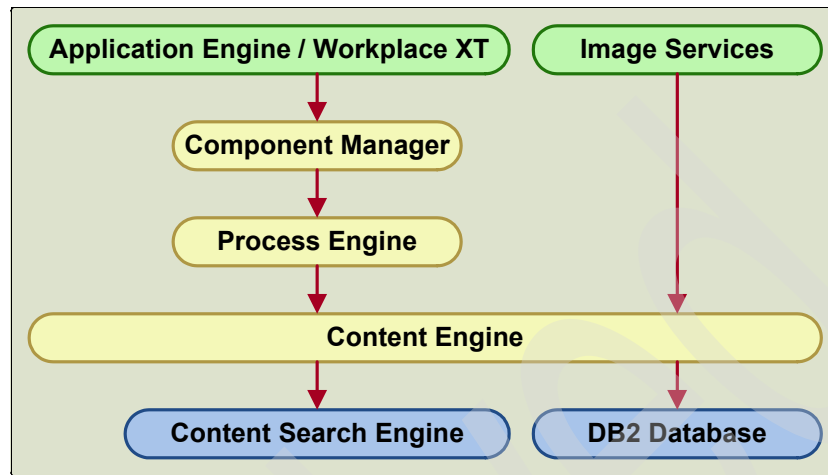 Application Engine / Workplace XT
Image Services
Component Manager
Process Engine
Content Engine
Content Search Engine
DB2 Database